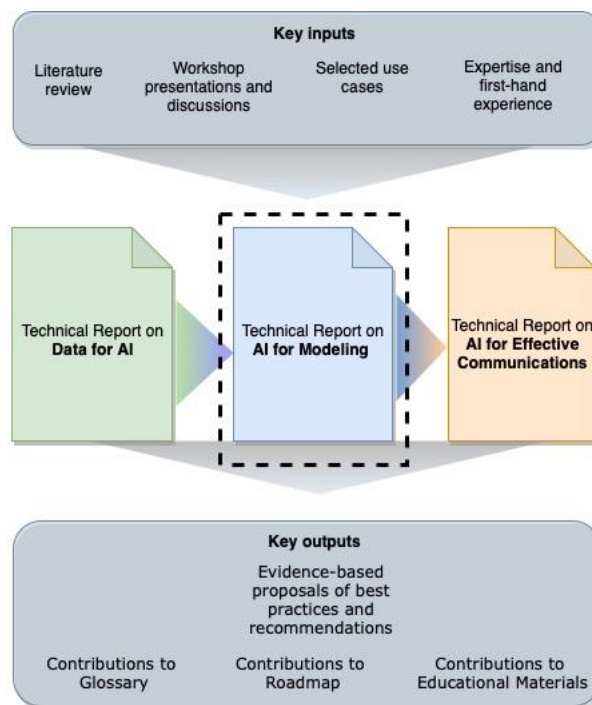 Key inputs
Literature
review
Workshop
presentations and
discussions
Selected use
cases
Expertise and
first-hand
experience
Technical Report on
Data for AI
Technical Report on
AI for Modeling
Technical Report on
AI for Effective
Communications
Key outputs
Evidence-based
proposals of best
practices and
recommendations
Contributions to
Glossary
Contributions to
Roadmap
Contributions to
Educational Materials